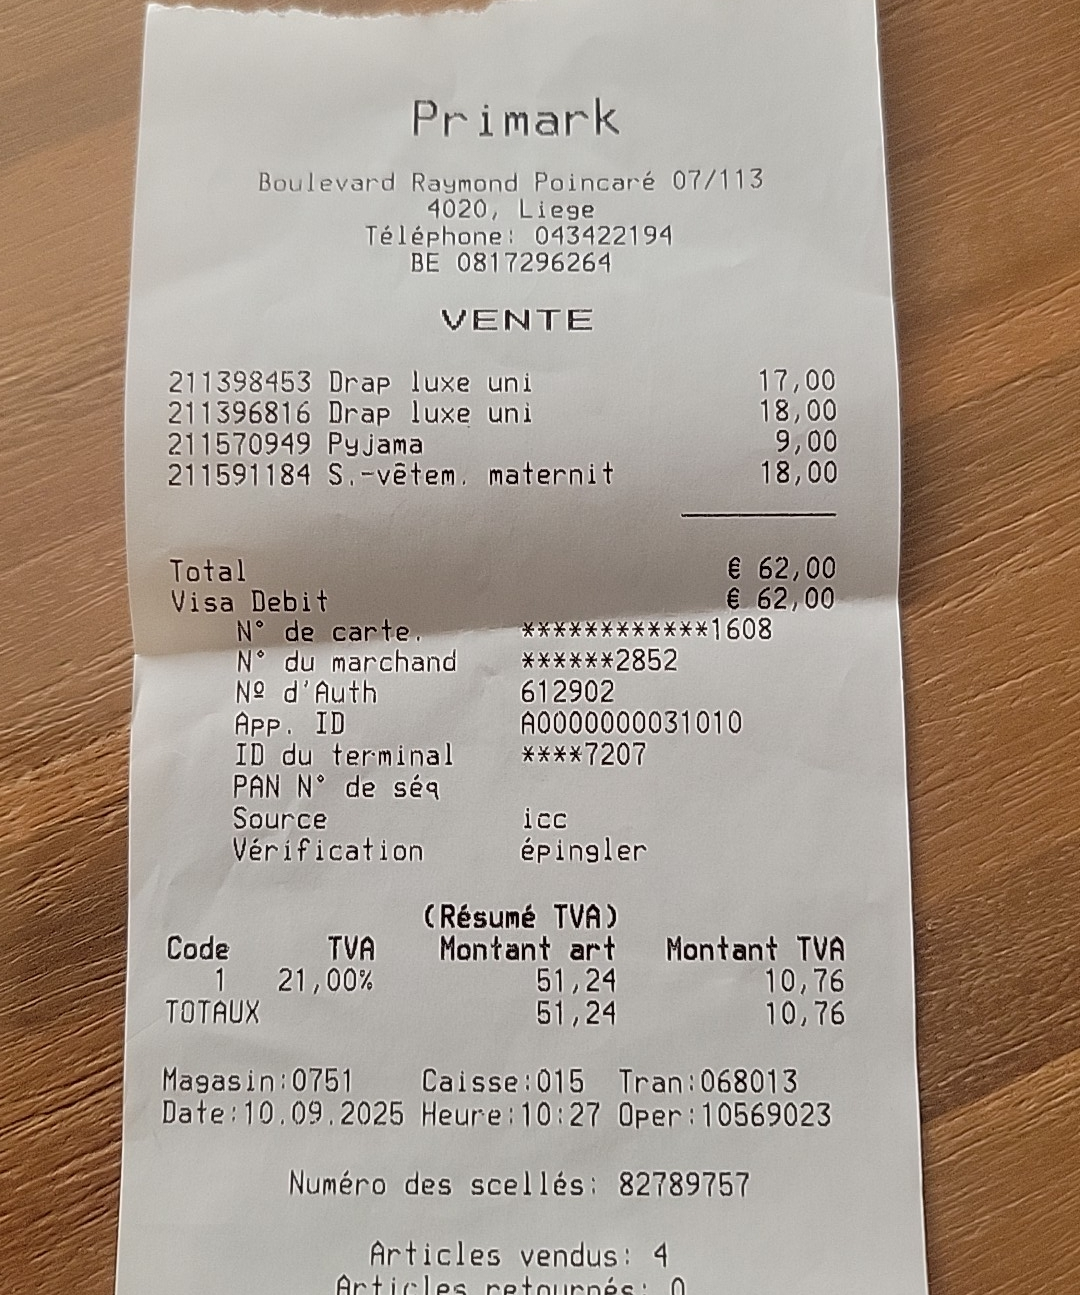 Primark
Boulevard Raymond Poincaré 07/113
4020, Liege
Téléphone: 043422194
BE 0817296264
VENTE
211398453 Drap luxe uni 17,00
211396816 Drap luxe uni 18,00
211570949 Pyjama 9,00
211591184 S.-vêtem. maternit 18,00
Total € 62,00
Visa Debit € 62,00
N° de carte. ************1608
N° du marchand ******2852
Nº d'Auth 612902
App. ID A0000000031010
ID du terminal ****7207
PAN N° de séq
Source icc
Vérification épingler
(Résumé TVA)
Code TVA Montant art Montant TVA
1 21,00% 51,24 10,76
TOTAUX 51,24 10,76
Magasin:0751 Caisse:015 Tran:068013
Date:10.09.2025 Heure:10:27 Oper:10569023
Numéro des scellés: 82789757
Articles vendus: 4
Articles retournés: 0